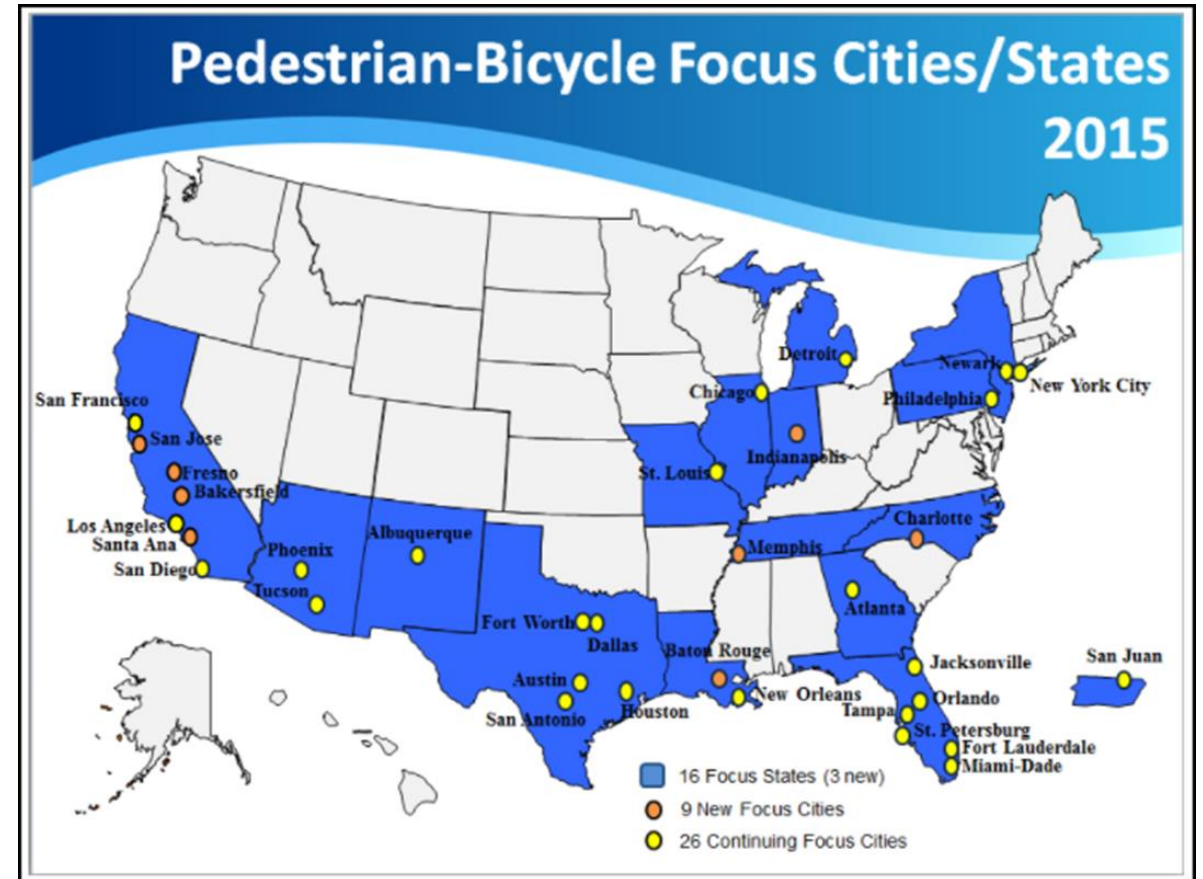 Pedestrian-Bicycle Focus Cities/States
2015
Detroit
Newark
New York City
Chicago
Philadelphia
San Francisco
San Jose
Indianapolis
Fresno
St. Louis
Bakersfield
Los Angeles
Charlotte
Albuquerque
Santa Ana
Phoenix
Memphis
San Diego
Tucson
Atlanta
Fort Worth
Dallas
Baton Rouge
San Juan
Jacksonville
Austin
New Orleans
Orlando
Tampa
Houston
San Antonio
St. Petersburg
Fort Lauderdale
Miami-Dade
16 Focus States (3 new)
9 New Focus Cities
26 Continuing Focus Cities